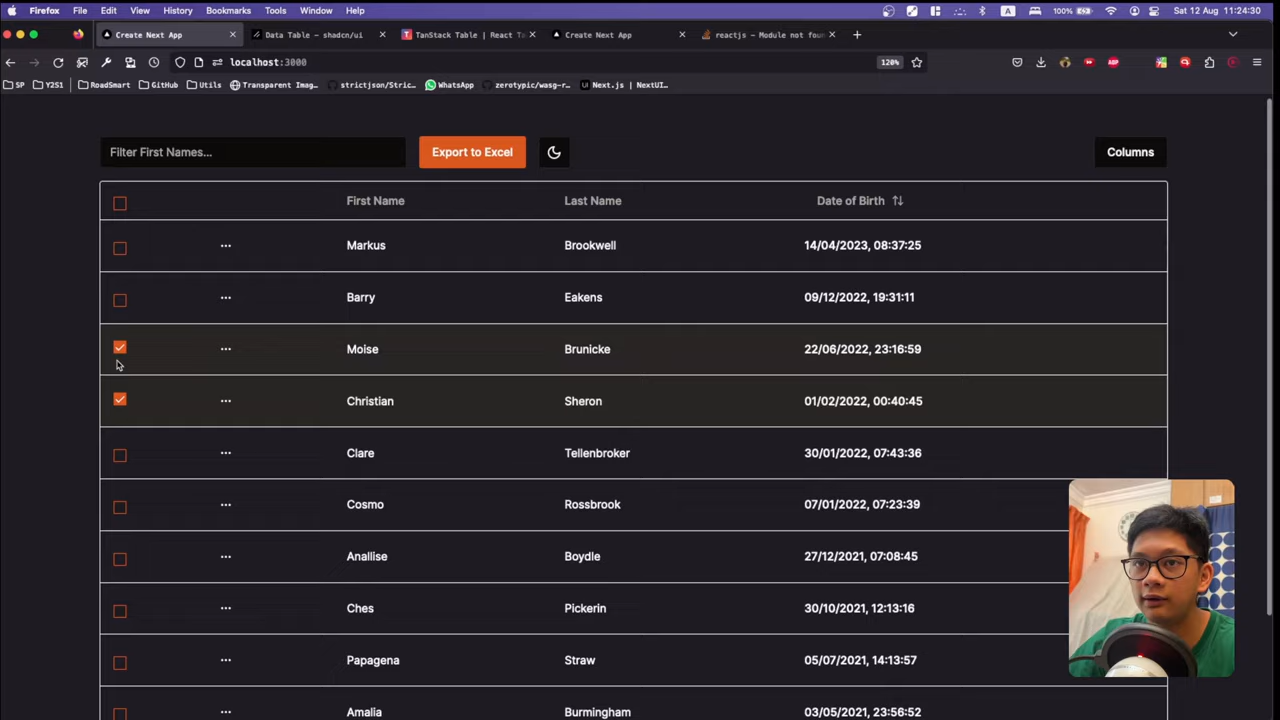 Firefox File Edit View History Bookmarks Tools Window Help A 100% Sat 12 Aug 11:24:30
Create Next App Data Table - shadcn/ui TanStack Table | React Ta Create Next App reactjs - Module not foun
localhost:3000 120%
SP Y2S1 RoadSmart GitHub Utils Transparent Imag... strictjson/Stric... WhatsApp zerotypic/wasg-r... Next.js | NextUI...
Filter First Names... Export to Excel Columns
First Name Last Name Date of Birth
Markus Brookwell 14/04/2023, 08:37:25
Barry Eakens 09/12/2022, 19:31:11
Moise Brunicke 22/06/2022, 23:16:59
Christian Sheron 01/02/2022, 00:40:45
Clare Tellenbroker 30/01/2022, 07:43:36
Cosmo Rossbrook 07/01/2022, 07:23:39
Anallise Boydle 27/12/2021, 07:08:45
Ches Pickerin 30/10/2021, 12:13:16
Papagena Straw 05/07/2021, 14:13:57
Amalia Burmingham 03/05/2021, 23:56:52